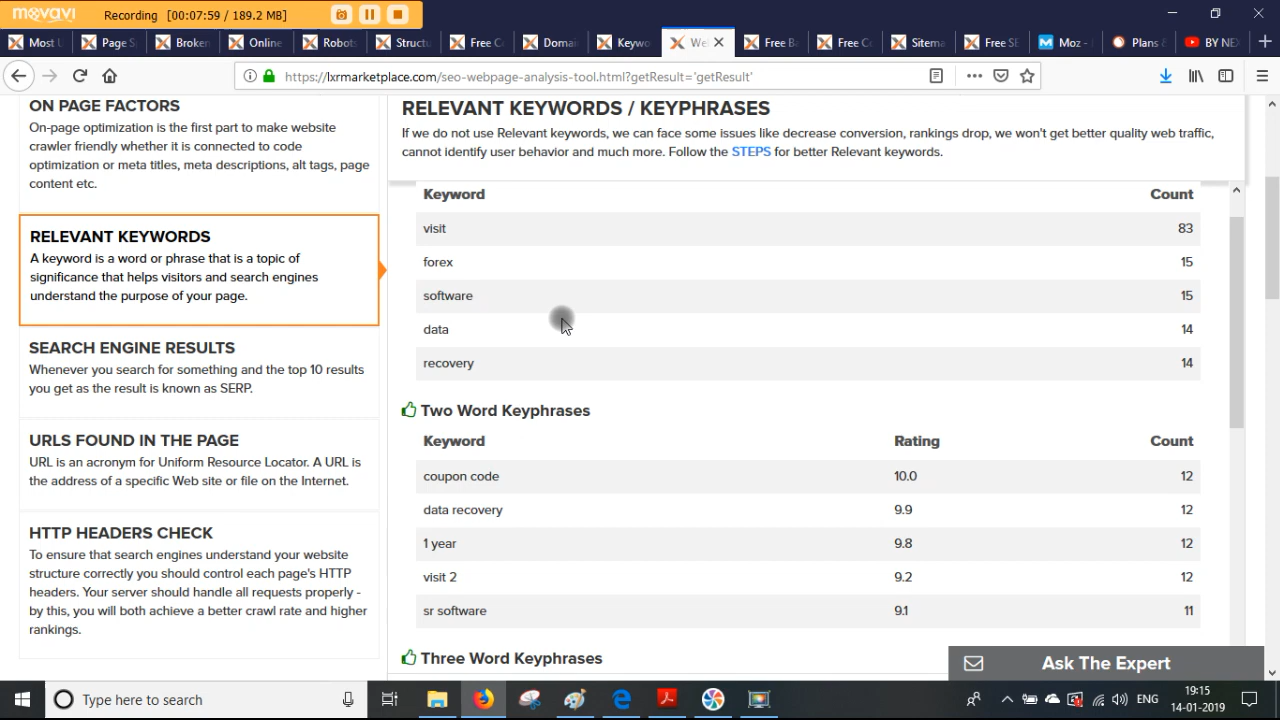 movavi
Recording [ 00:07:59 / 189.2 MB ]
Most U
Page S
Broken
Online
Robots
Structu
Free C
Domai
Keywo
We
Free Ba
Free Co
Sitema
Free SE
Moz -
Plans &
BY NEX
https://lxrmarketplace.com/seo-webpage-analysis-tool.html?getResult='getResult'
ON PAGE FACTORS
On-page optimization is the first part to make website
crawler friendly whether it is connected to code
optimization or meta titles, meta descriptions, alt tags, page
content etc.
RELEVANT KEYWORDS
A keyword is a word or phrase that is a topic of
significance that helps visitors and search engines
understand the purpose of your page.
SEARCH ENGINE RESULTS
Whenever you search for something and the top 10 results
you get as the result is known as SERP.
URLS FOUND IN THE PAGE
URL is an acronym for Uniform Resource Locator. A URL is
the address of a specific Web site or file on the Internet.
HTTP HEADERS CHECK
To ensure that search engines understand your website
structure correctly you should control each page's HTTP
headers. Your server should handle all requests properly -
by this, you will both achieve a better crawl rate and higher
rankings.
RELEVANT KEYWORDS / KEYPHRASES
If we do not use Relevant keywords, we can face some issues like decrease conversion, rankings drop, we won't get better quality web traffic,
cannot identify user behavior and much more. Follow the STEPS for better Relevant keywords.
Keyword Count
visit 83
forex 15
software 15
data 14
recovery 14
Two Word Keyphrases
Keyword Rating Count
coupon code 10.0 12
data recovery 9.9 12
1 year 9.8 12
visit 2 9.2 12
sr software 9.1 11
Three Word Keyphrases
Ask The Expert
Type here to search
ENG
19:15
14-01-2019